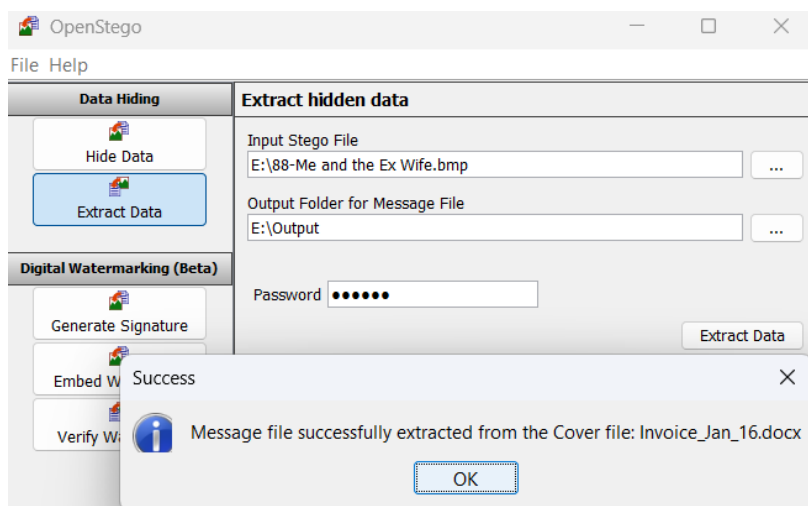 OpenStego
File Help
Data Hiding
Hide Data
Extract Data
Digital Watermarking (Beta)
Generate Signature
Embed W
Verify Wa
Extract hidden data
Input Stego File
E:\88-Me and the Ex Wife.bmp
...
Output Folder for Message File
E:\Output
...
Password ●●●●●●
Extract Data
Success
Message file successfully extracted from the Cover file: Invoice_Jan_16.docx
OK